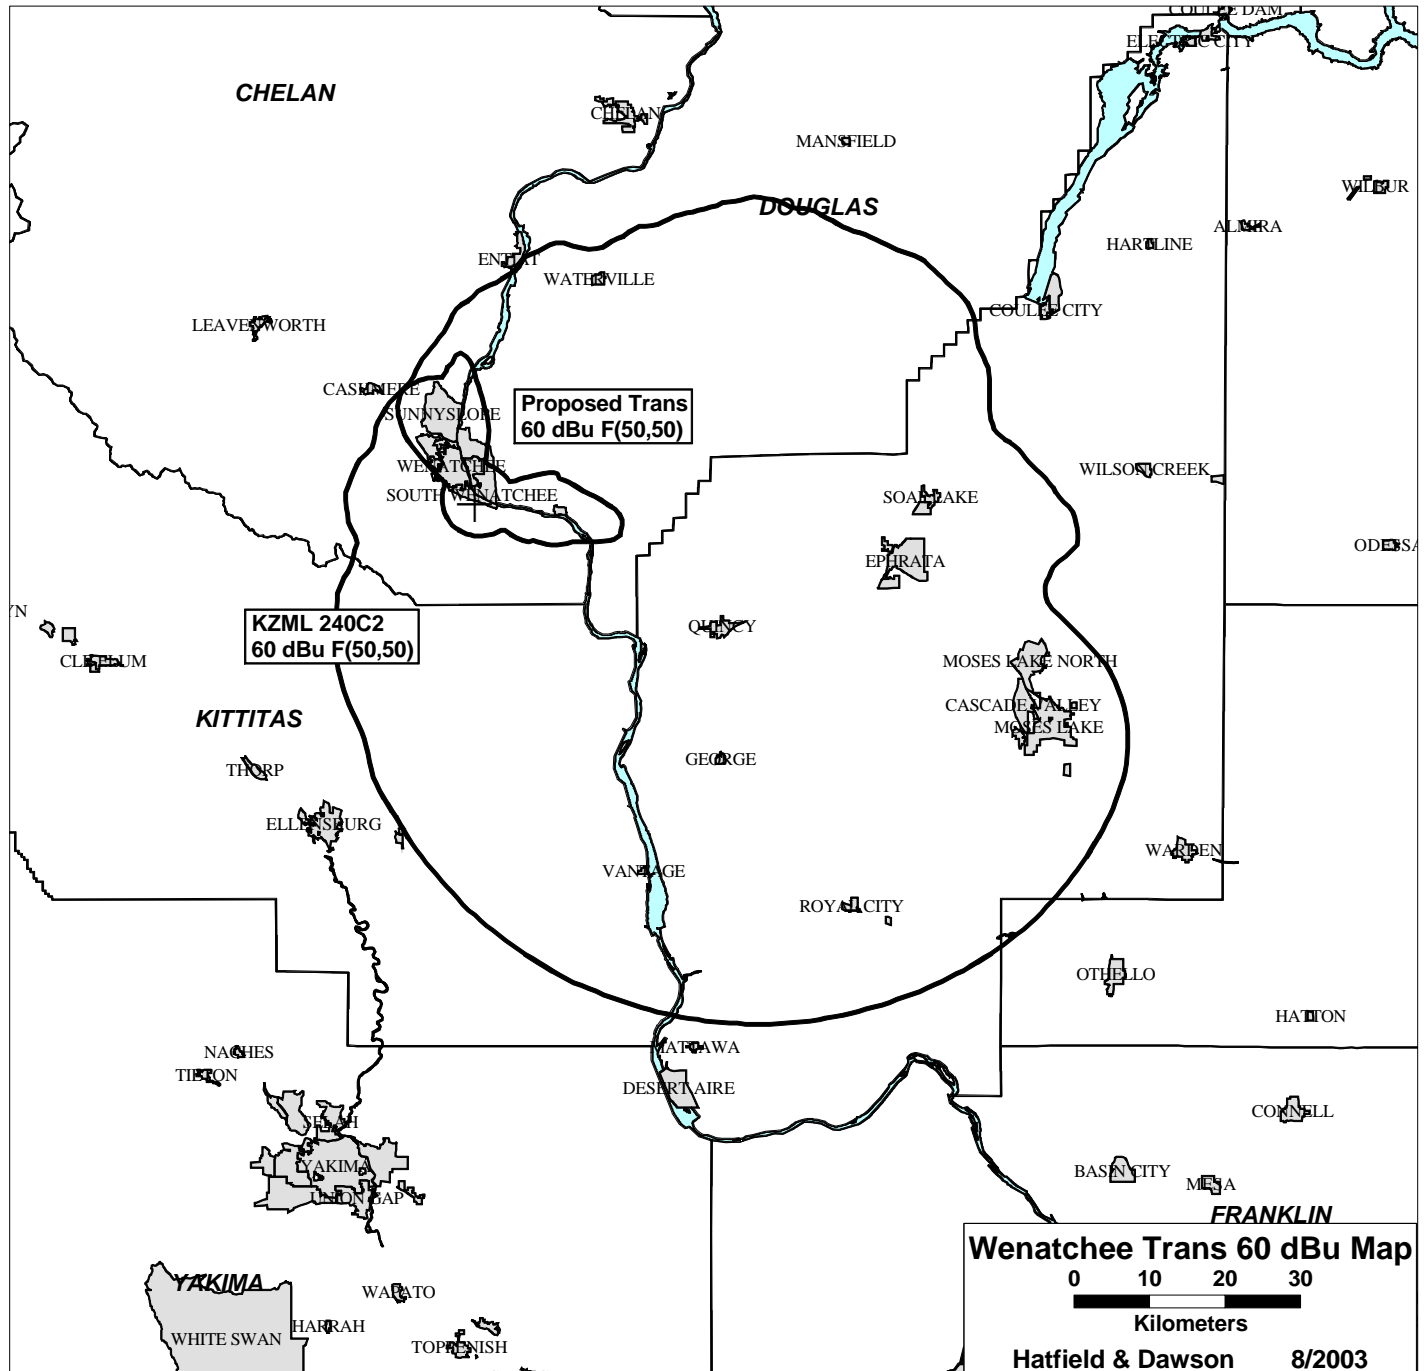 COULEE DAM
ELECTRIC CITY
CHELAN
CHELAN
MANSFIELD
WILBUR
DOUGLAS
ALMIRA
HARTLINE
ENTIAT
WATERVILLE
COULEE CITY
LEAVENWORTH
CASHMERE
Proposed Trans
60 dBu F(50,50)
SUNNYSLOPE
WENATCHEE
WILSON CREEK
SOUTH WENATCHEE
SOAP LAKE
ODESSA
EPHRATA
YN
KZML 240C2
60 dBu F(50,50)
QUINCY
CLE ELUM
MOSES LAKE NORTH
CASCADE VALLEY
KITTITAS
MOSES LAKE
GEORGE
THORP
ELLENSBURG
WARDEN
VANTAGE
ROYAL CITY
OTHELLO
HATTON
NACHES
MATTAWA
TIETON
DESERT AIRE
CONNELL
SELAH
YAKIMA
BASIN CITY
MESA
UNION GAP
FRANKLIN
Wenatchee Trans 60 dBu Map
0 10 20 30
Kilometers
Hatfield & Dawson 8/2003
YAKIMA
WAPATO
HARRAH
WHITE SWAN
TOPPENISH